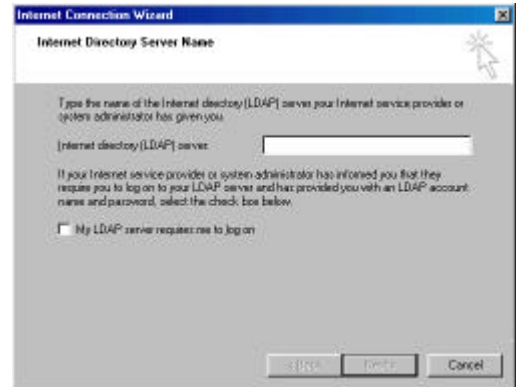 Internet Connection Wizard
Internet Directory Server Name
Type the name of the Internet directory (LDAP) server your Internet service provider or
system administrator has given you.
Internet directory (LDAP) server:
If your Internet service provider or system administrator has informed you that they
require you to log on to your LDAP server and has provided you with an LDAP account
name and password, select the check box below.
My LDAP server requires me to log on
< Back
Next >
Cancel